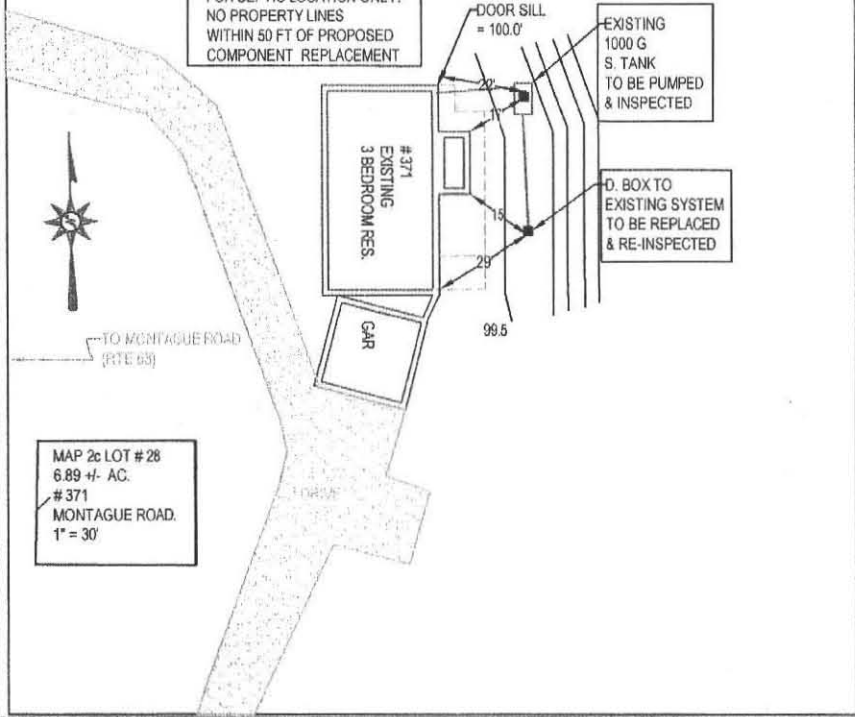 NO PROPERTY LINES
WITHIN 50 FT OF PROPOSED
COMPONENT REPLACEMENT
DOOR SILL
= 100.0'
EXISTING
1000 G
S. TANK
TO BE PUMPED
& INSPECTED
# 371
EXISTING
3 BEDROOM RES.
15
29
D. BOX TO
EXISTING SYSTEM
TO BE REPLACED
& RE-INSPECTED
99.5
GAR
TO MONTAGUE ROAD
(RTE 63)
MAP 2c LOT # 28
6.89 +/- AC.
# 371
MONTAGUE ROAD.
1" = 30'
DRIVE